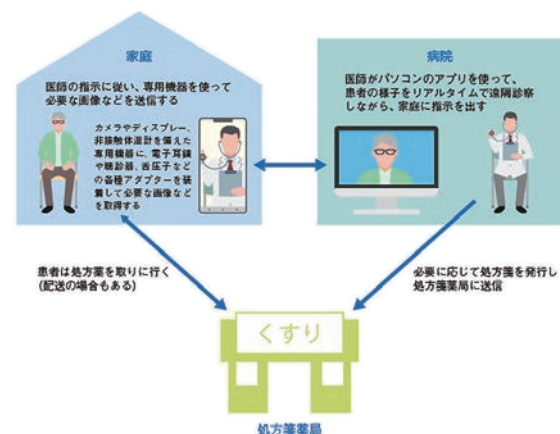 家庭
医師の指示に従い、専用機器を使って
必要な画像などを送信する
カメラやディスプレー、
非接触体温計を備えた
専用機器に、電子耳鏡
や聴診器、舌圧子など
の各種アダプターを装
着して必要な画像など
を取得する
病院
医師がパソコンのアプリを使って、
患者の様子をリアルタイムで遠隔診察
しながら、家庭に指示を出す
患者は処方薬を取りに行く
(配送の場合もある)
必要に応じて処方箋を発行し
処方箋薬局に送信
くすり
処方箋薬局